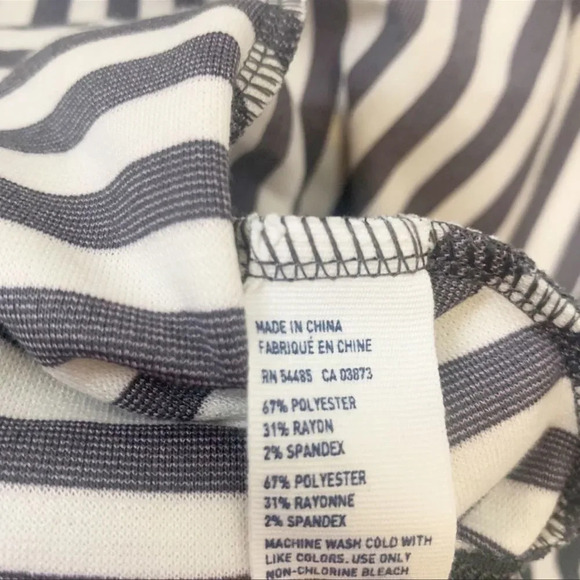 MADE IN CHINA
FABRIQUÉ EN CHINE
RN 54485 CA 03873
67% POLYESTER
31% RAYON
2% SPANDEX
67% POLYESTER
31% RAYONNE
2% SPANDEX
MACHINE WASH COLD WITH
LIKE COLORS. USE ONLY
NON-CHLORINE BLEACH